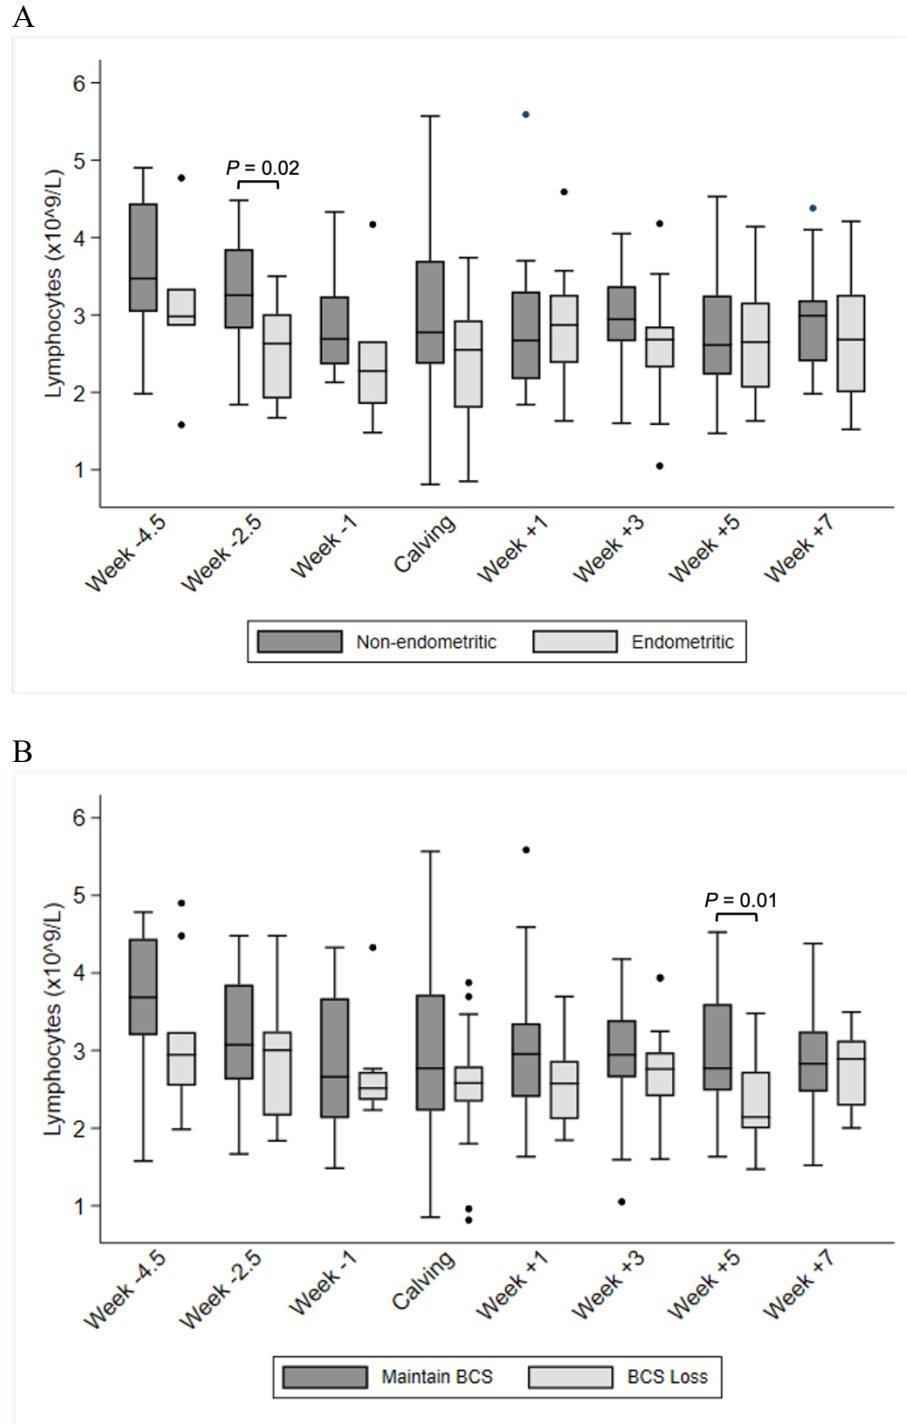 A
Lymphocytes (x10^9/L)
6
5
4
3
2
1
P = 0.02
Week -4.5
Week -2.5
Week -1
Calving
Week +1
Week +3
Week +5
Week +7
Non-endometritic
Endometritic
B
Lymphocytes (x10^9/L)
6
5
4
3
2
1
P = 0.01
Week -4.5
Week -2.5
Week -1
Calving
Week +1
Week +3
Week +5
Week +7
Maintain BCS
BCS Loss